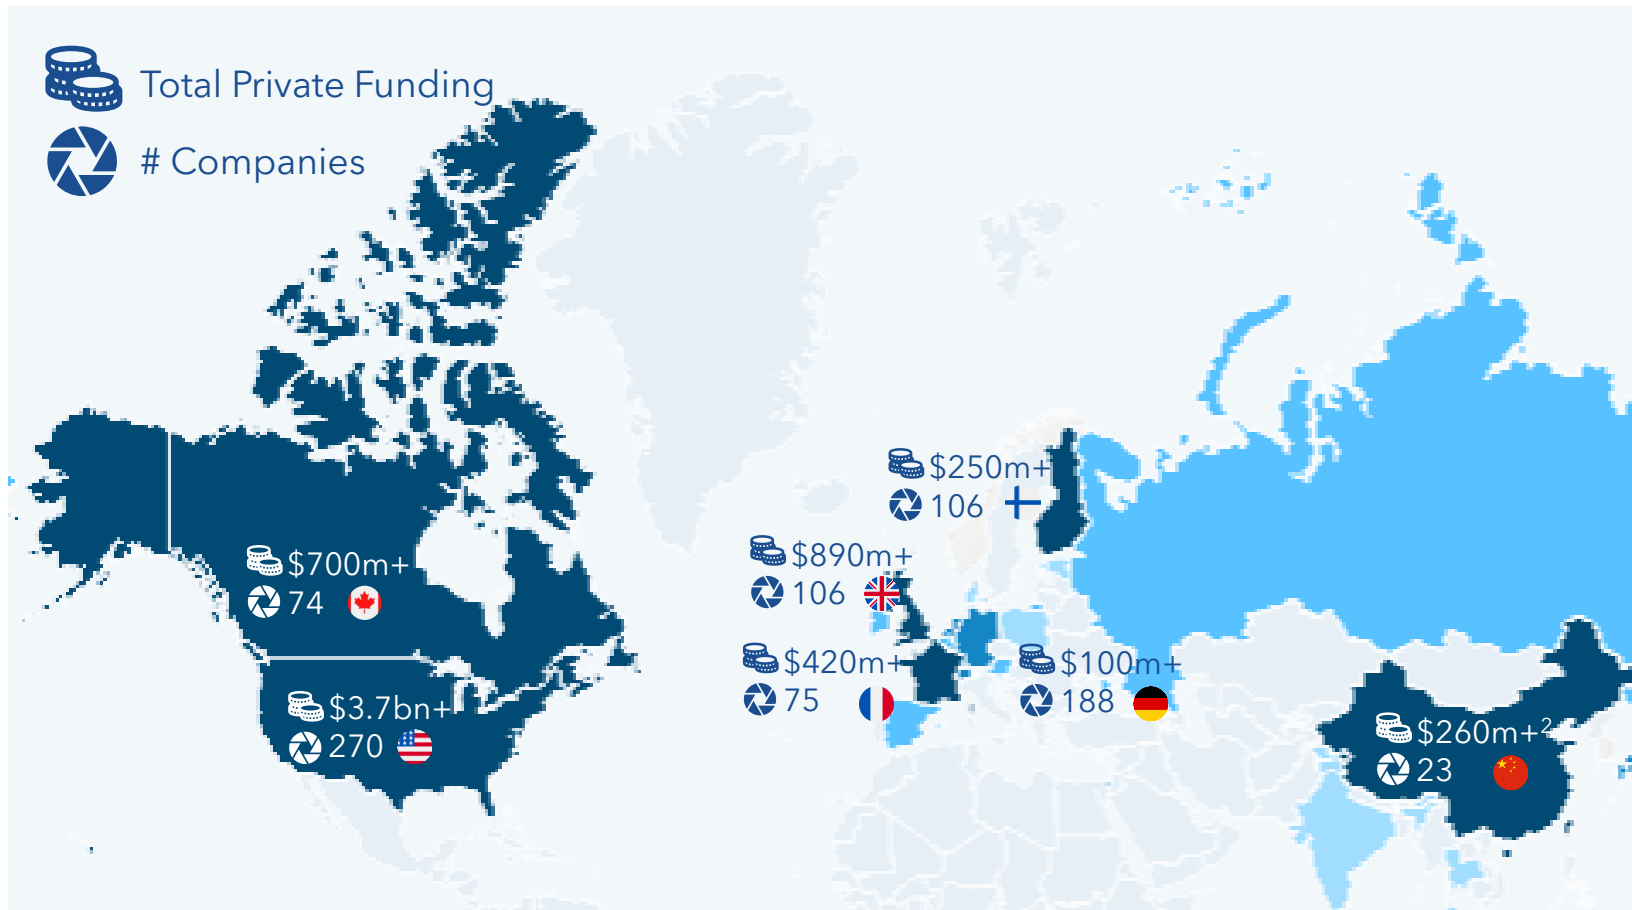 Total Private Funding
# Companies
$250m+
106
$890m+
106
$700m+
74
$420m+
75
$100m+
188
$3.7bn+
270
$260m+²
23